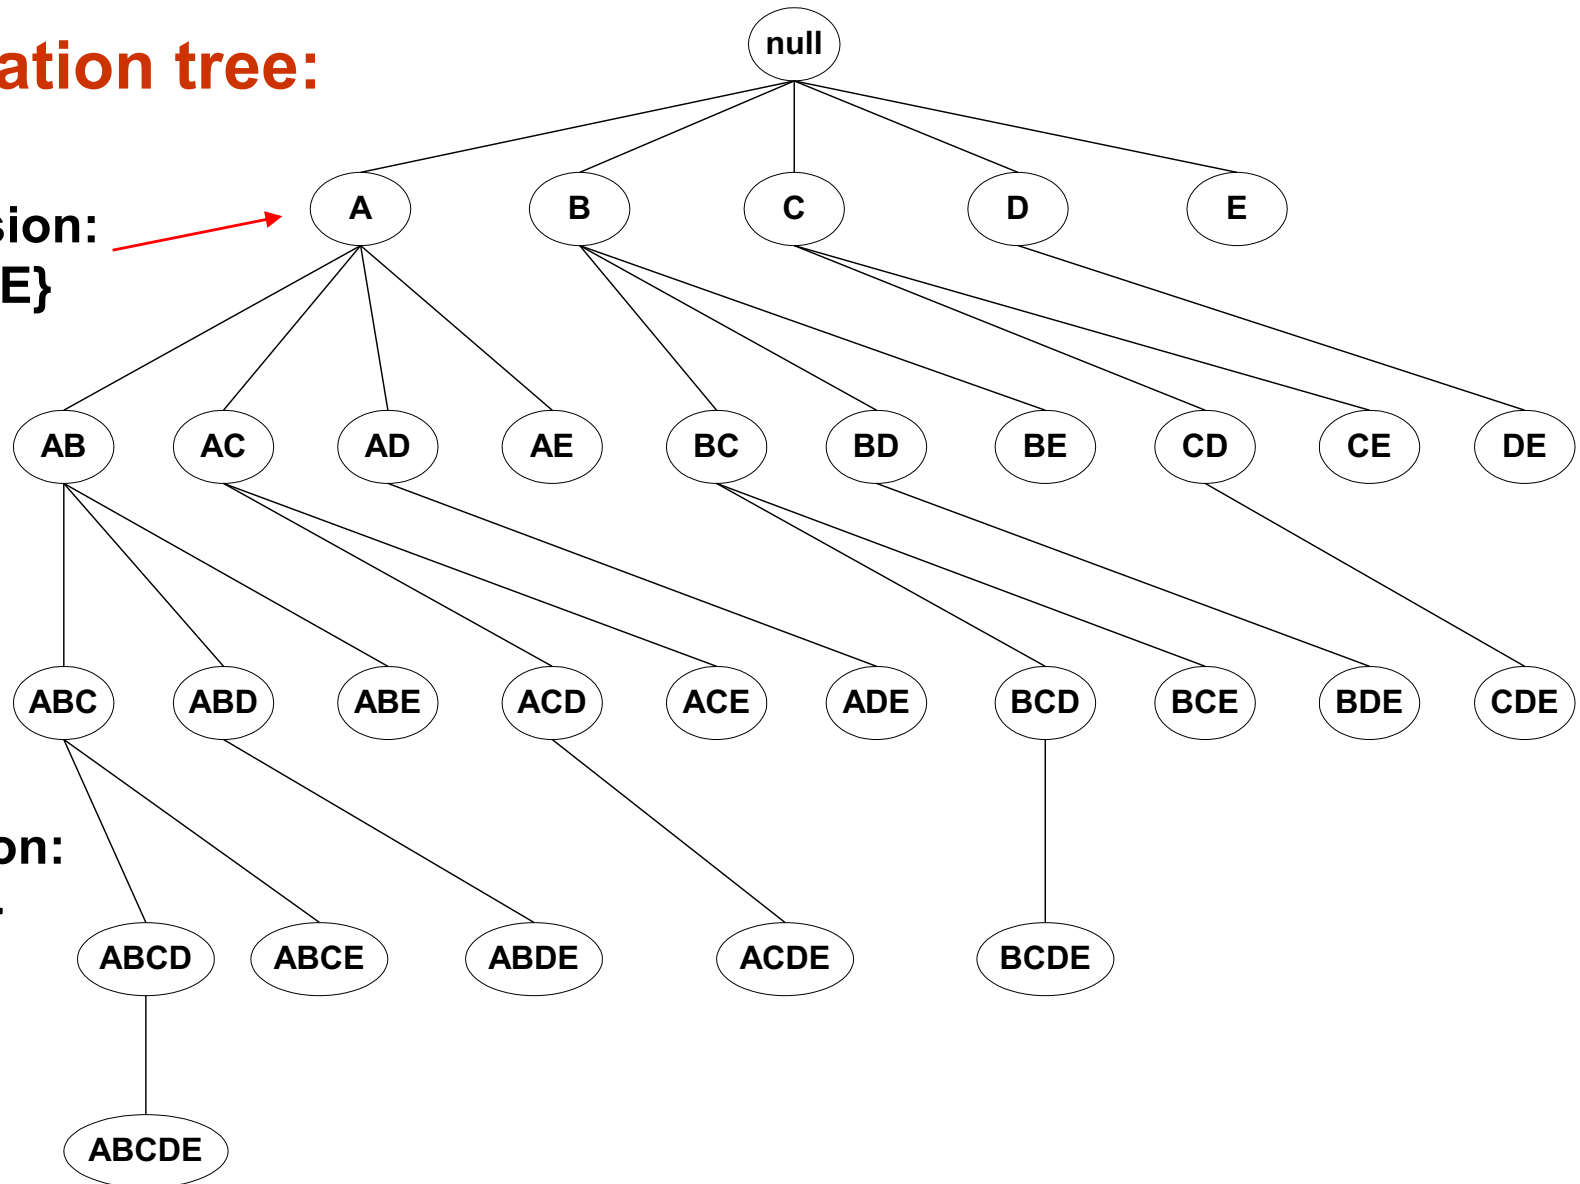 null
ation tree:
A B C D E
sion:
E}
AB AC AD AE BC BD BE CD CE DE
ABC ABD ABE ACD ACE ADE BCD BCE BDE CDE
on:
ABCD ABCE ABDE ACDE BCDE
ABCDE